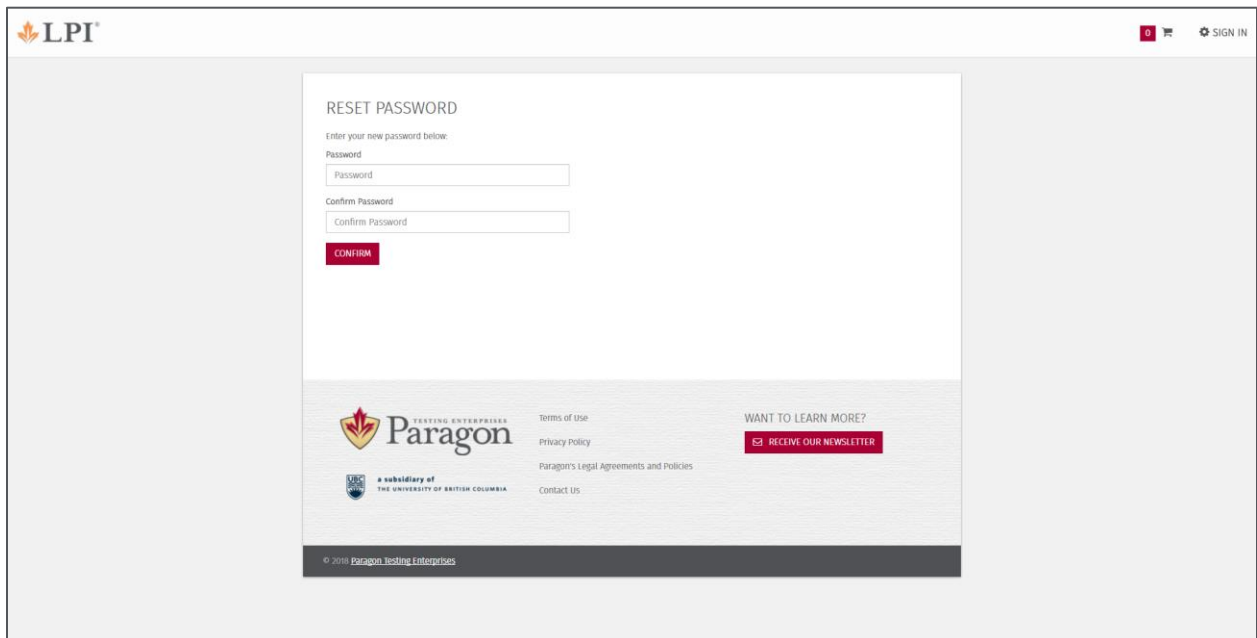 LPI®
0
SIGN IN
RESET PASSWORD
Enter your new password below:
Password
Password
Confirm Password
Confirm Password
CONFIRM
TESTING ENTERPRISES
Paragon
UBC
a subsidiary of
THE UNIVERSITY OF BRITISH COLUMBIA
Terms of Use
Privacy Policy
Paragon's Legal Agreements and Policies
Contact Us
WANT TO LEARN MORE?
RECEIVE OUR NEWSLETTER
© 2018 Paragon Testing Enterprises